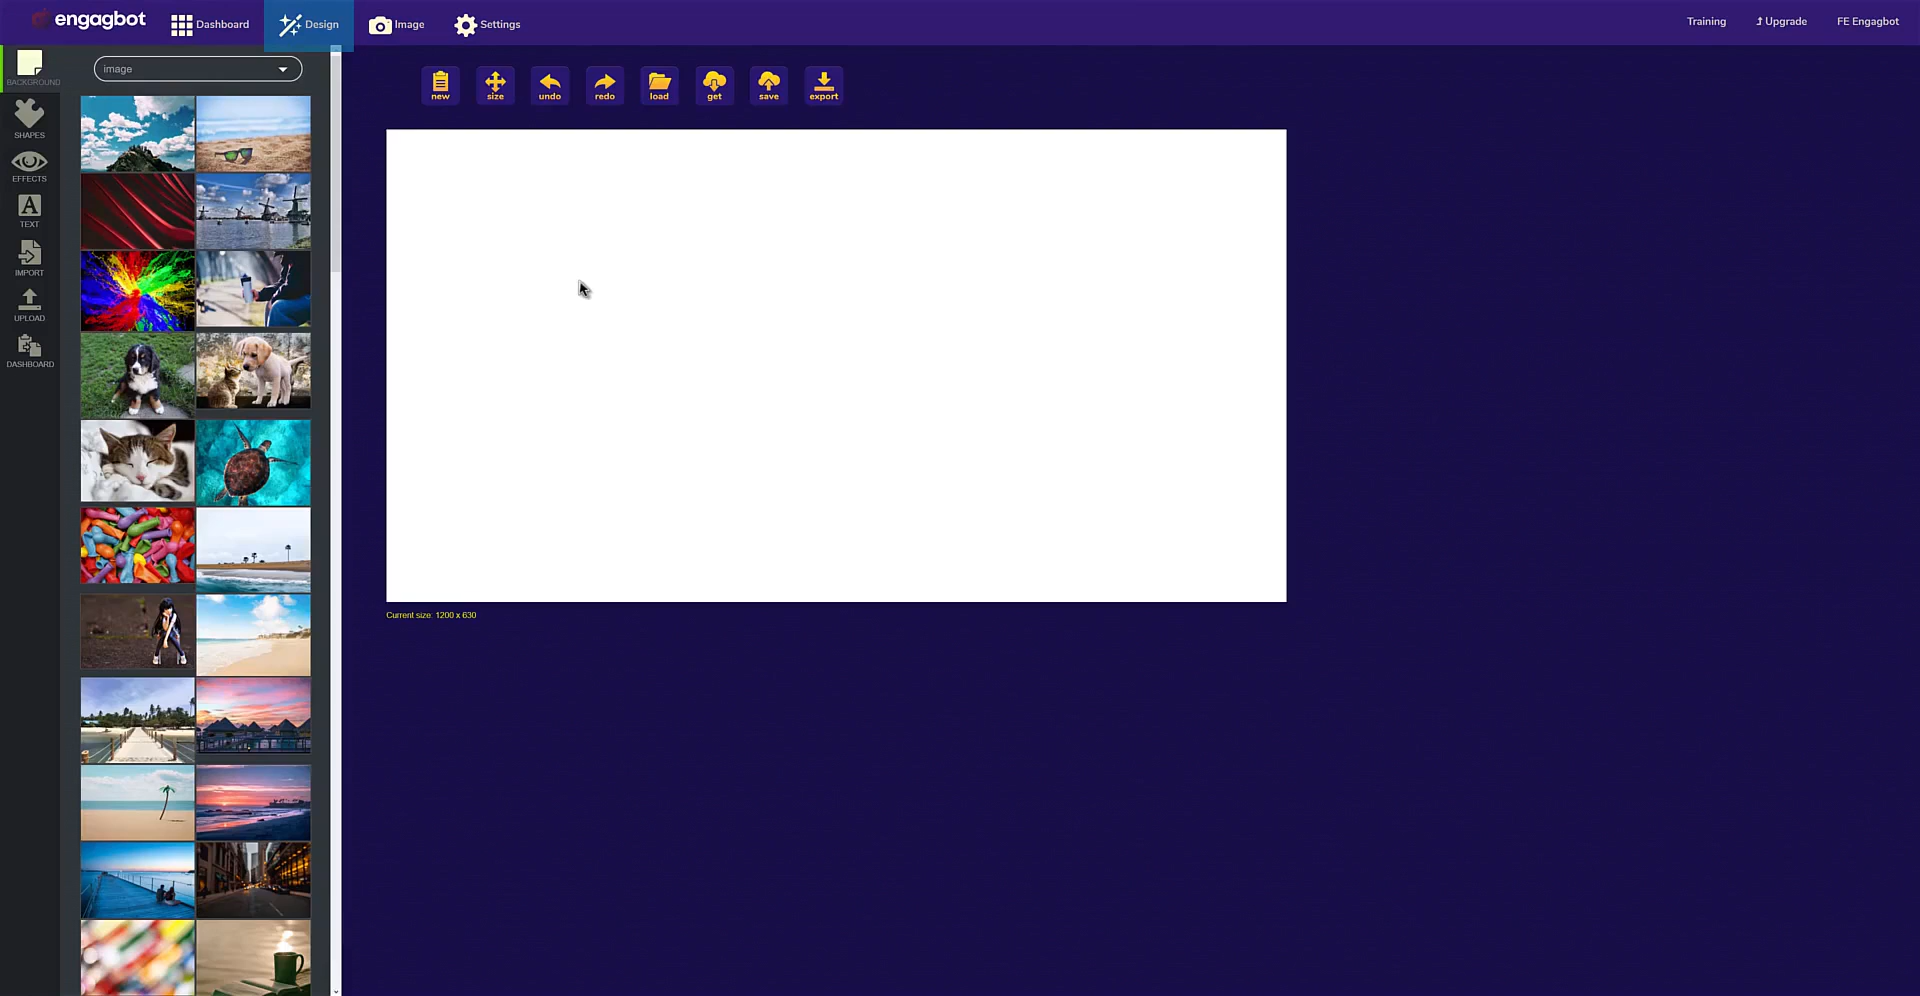 engagbot
Dashboard
Design
Image
Settings
Training
Upgrade
FE Engagbot
BACKGROUND
SHAPES
EFFECTS
TEXT
IMPORT
UPLOAD
DASHBOARD
image
new
size
undo
redo
load
get
save
export
Current size: 1200 x 630